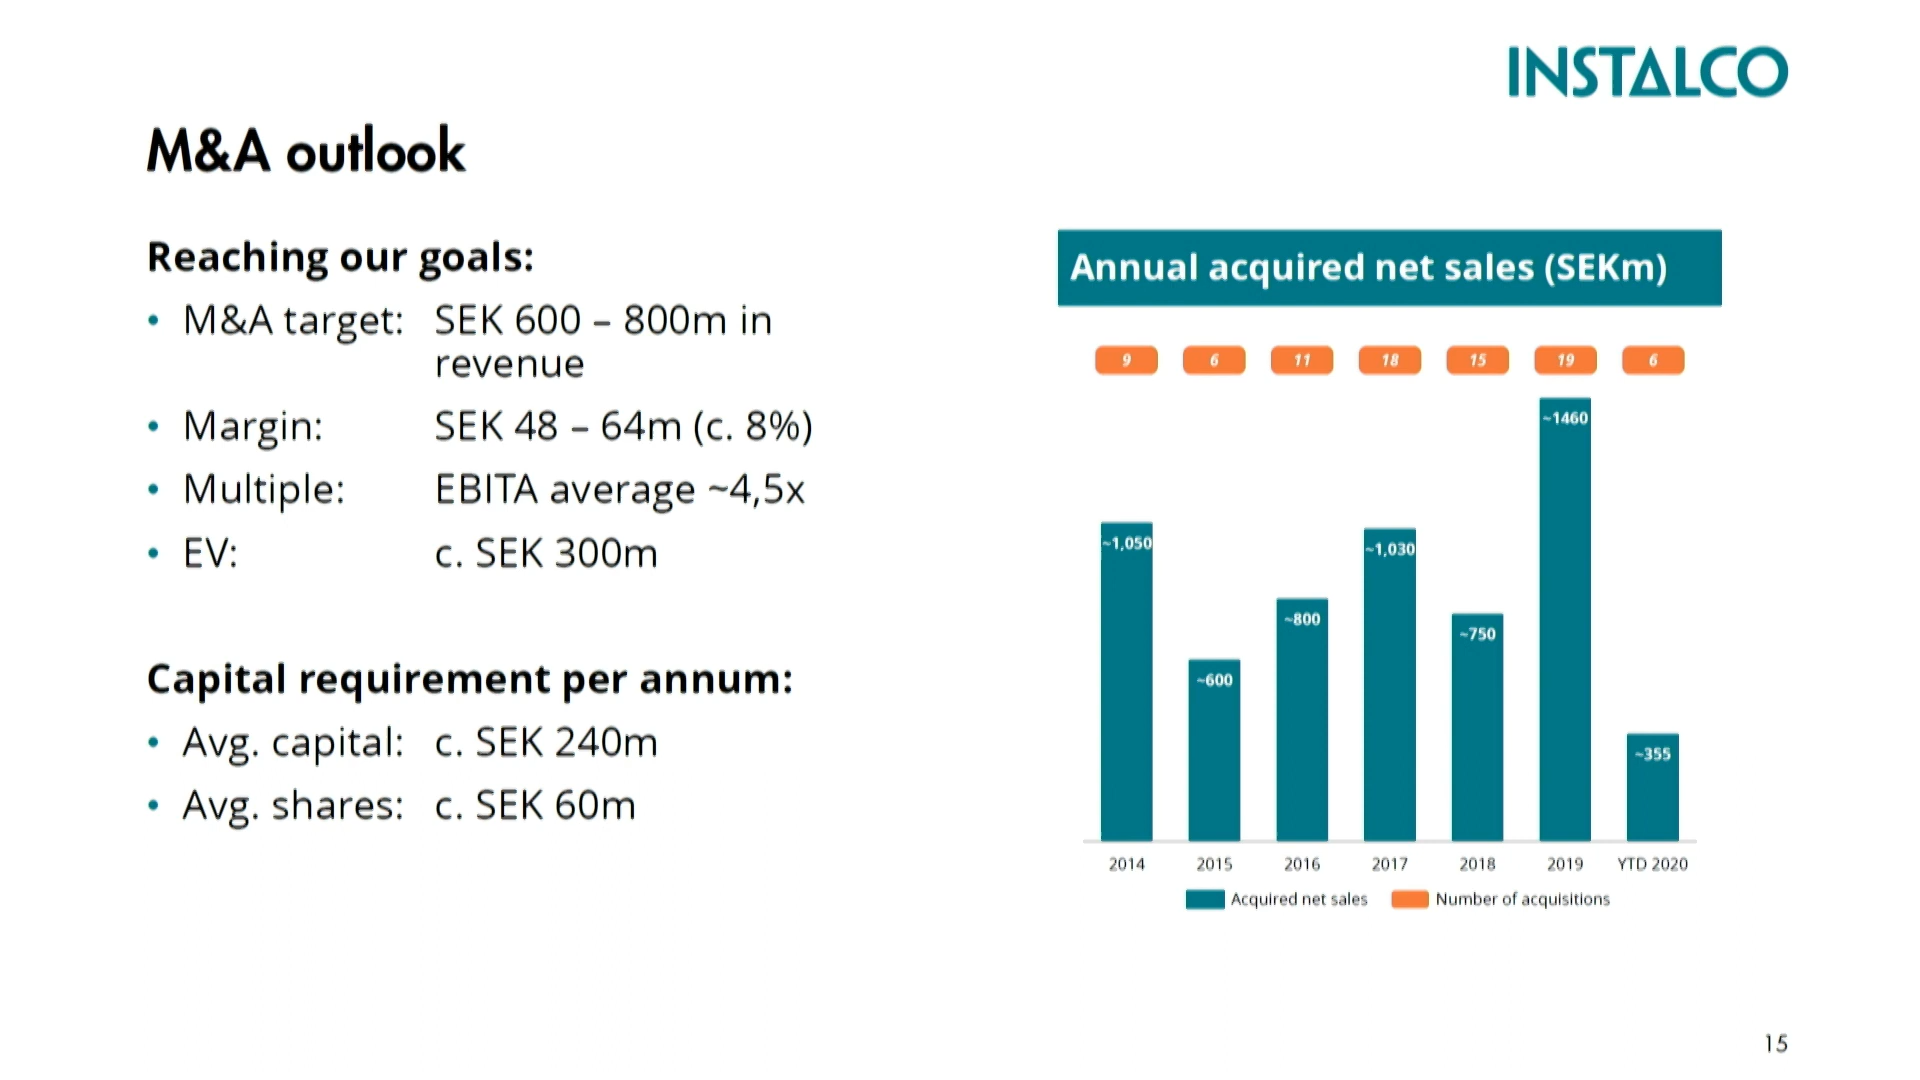 INSTALCO
M&A outlook
Reaching our goals:
• M&A target: SEK 600 – 800m in
revenue
• Margin: SEK 48 – 64m (c. 8%)
• Multiple: EBITA average ~4,5x
• EV: c. SEK 300m
Capital requirement per annum:
• Avg. capital: c. SEK 240m
• Avg. shares: c. SEK 60m
Annual acquired net sales (SEKm)
9 6 11 18 15 19 6
~1,050 ~600 ~800 ~1,030 ~750 ~1460 ~355
2014 2015 2016 2017 2018 2019 YTD 2020
Acquired net sales Number of acquisitions
15